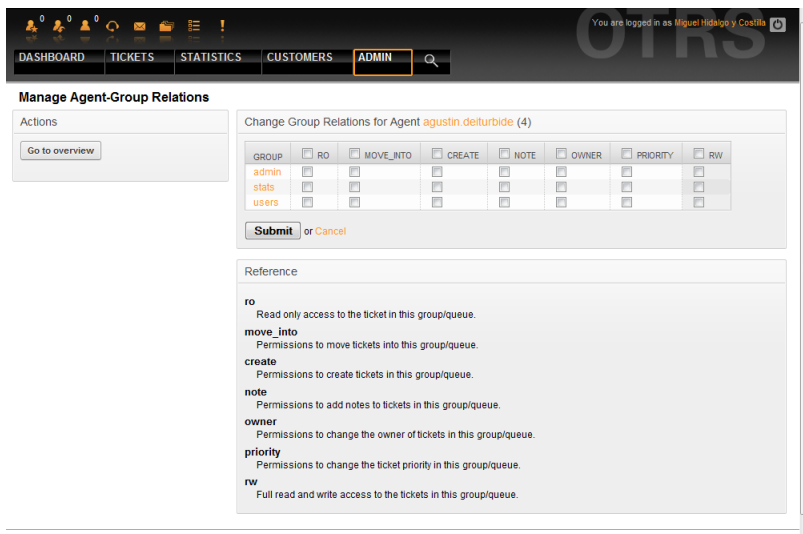 0 0 0 !
You are logged in as Miguel Hidalgo y Costilla
OTRS
DASHBOARD TICKETS STATISTICS CUSTOMERS ADMIN
Manage Agent-Group Relations
Actions
Go to overview
Change Group Relations for Agent agustin.deiturbide (4)
GROUP RO MOVE_INTO CREATE NOTE OWNER PRIORITY RW
admin
stats
users
Submit or Cancel
Reference
ro
Read only access to the ticket in this group/queue.
move_into
Permissions to move tickets into this group/queue.
create
Permissions to create tickets in this group/queue.
note
Permissions to add notes to tickets in this group/queue.
owner
Permissions to change the owner of tickets in this group/queue.
priority
Permissions to change the ticket priority in this group/queue.
rw
Full read and write access to the tickets in this group/queue.